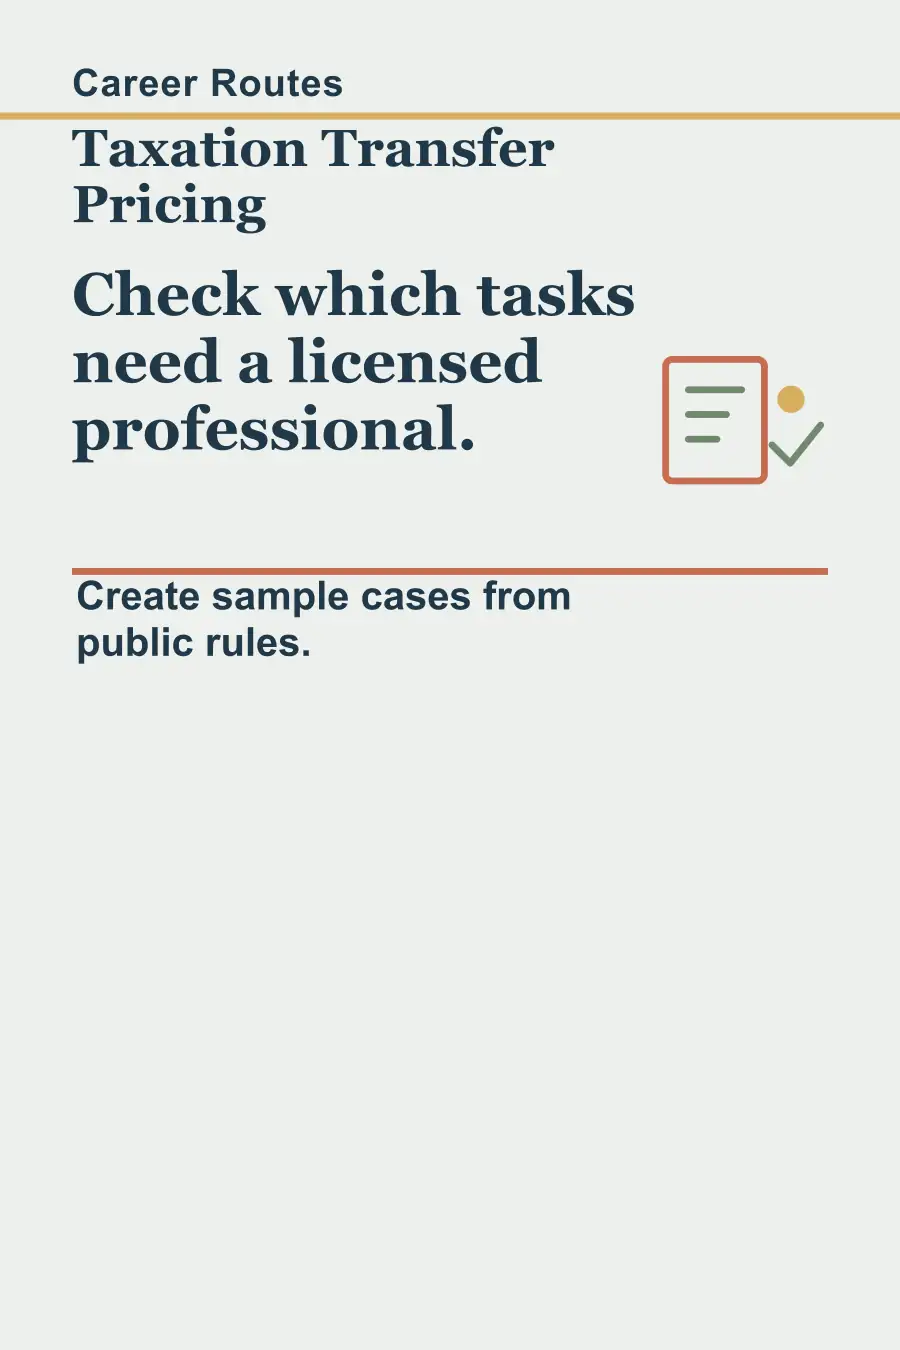 Career Routes
Taxation Transfer
Pricing
Check which tasks
need a licensed
professional.
Create sample cases from
public rules.